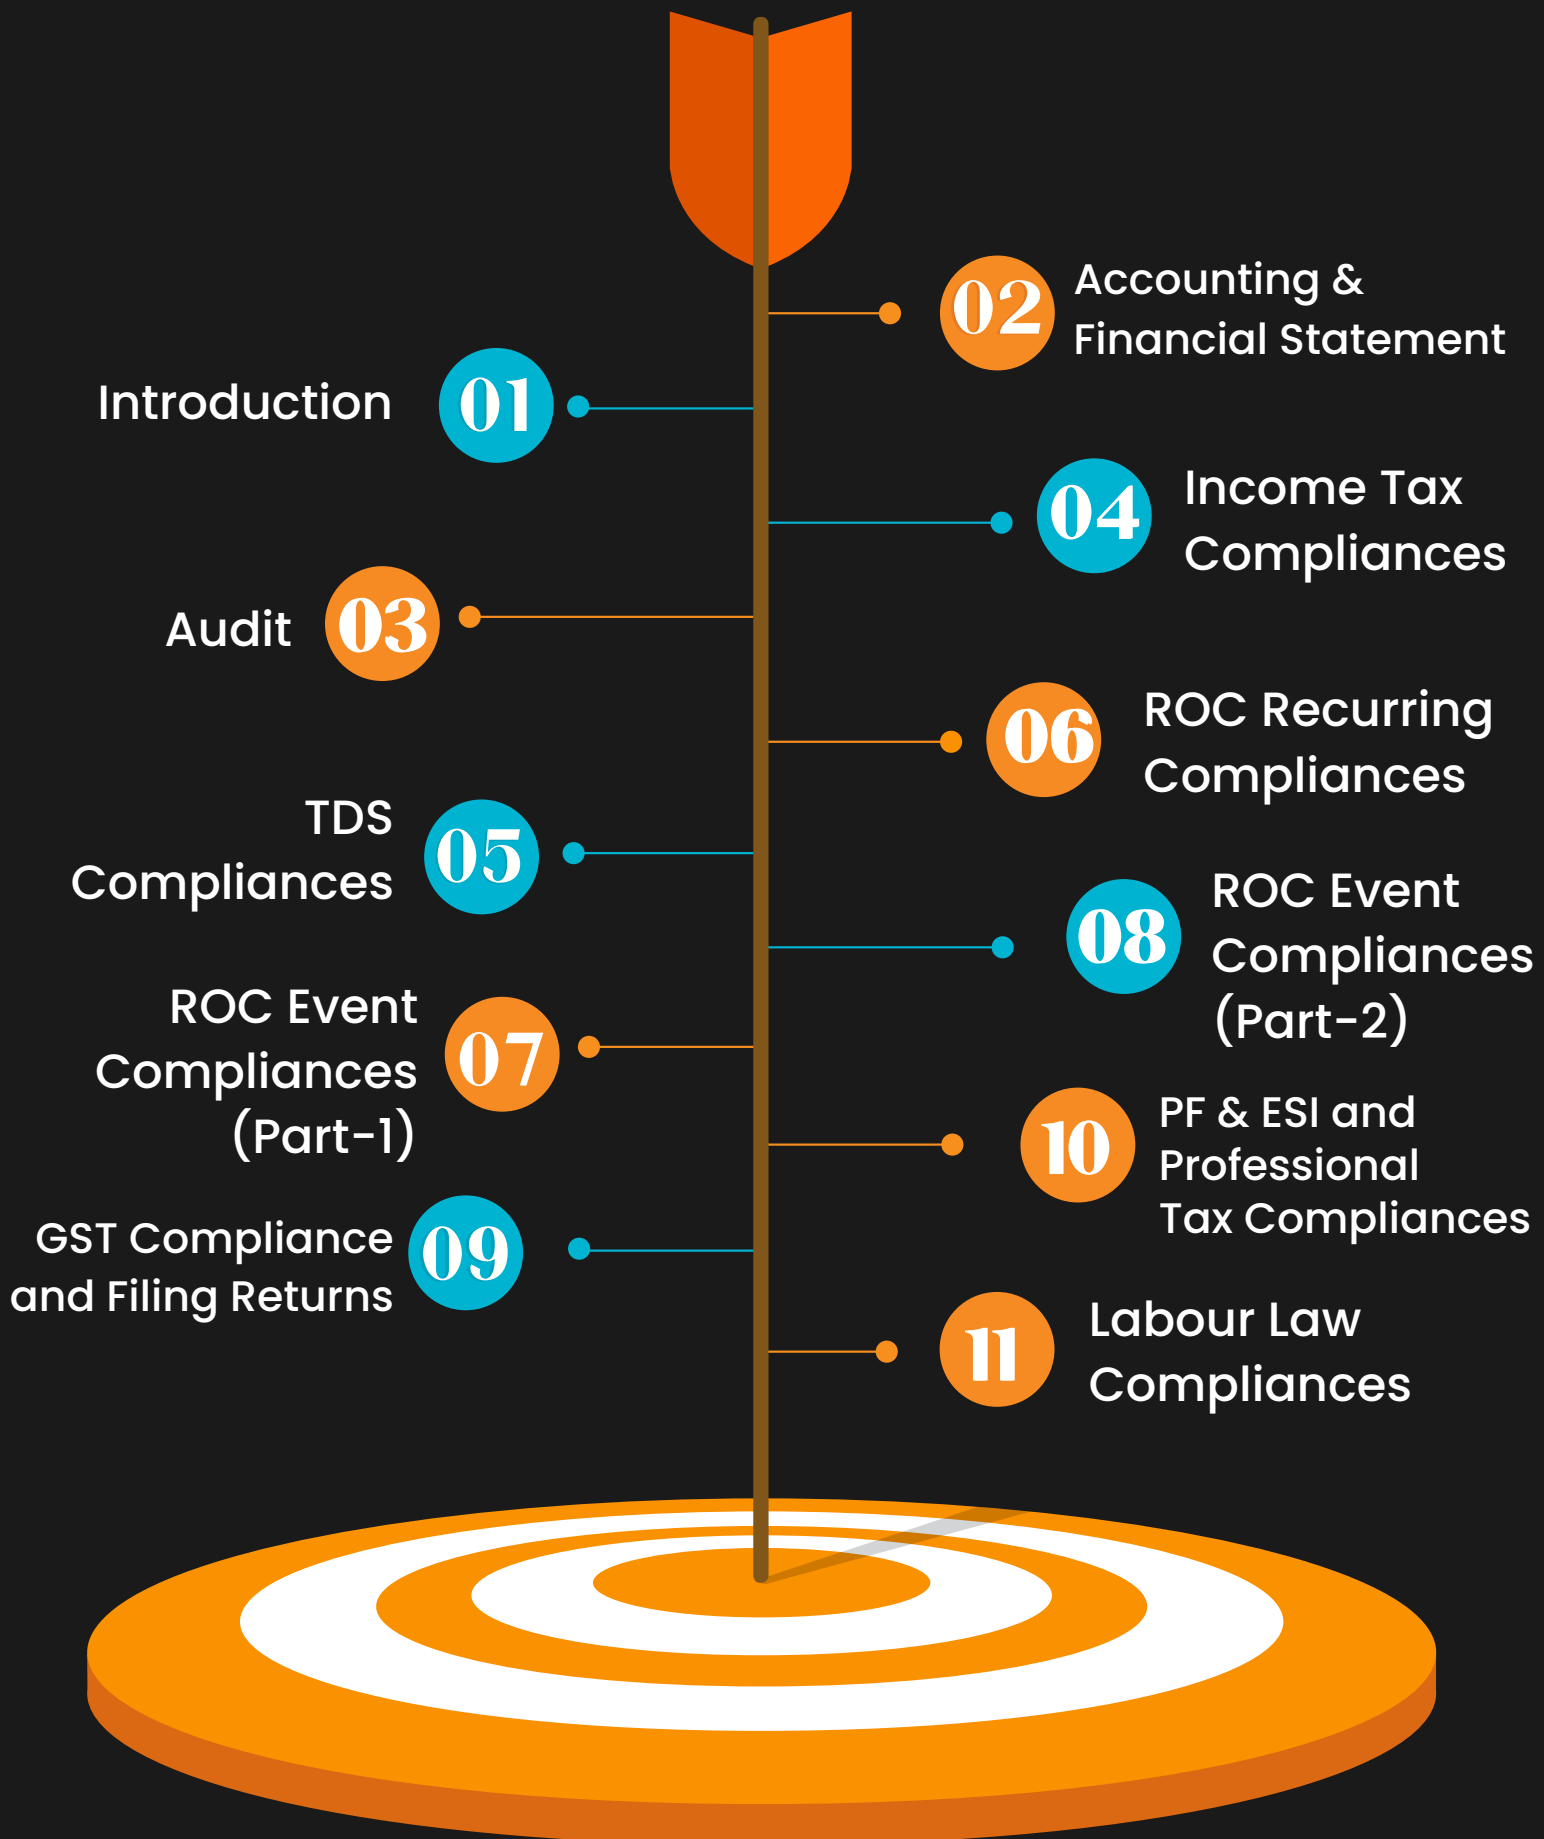 01
Introduction
02
Accounting &
Financial Statement
03
Audit
04
Income Tax
Compliances
05
TDS
Compliances
06
ROC Recurring
Compliances
07
ROC Event
Compliances
(Part-1)
08
ROC Event
Compliances
(Part-2)
09
GST Compliance
and Filing Returns
10
PF & ESI and
Professional
Tax Compliances
11
Labour Law
Compliances